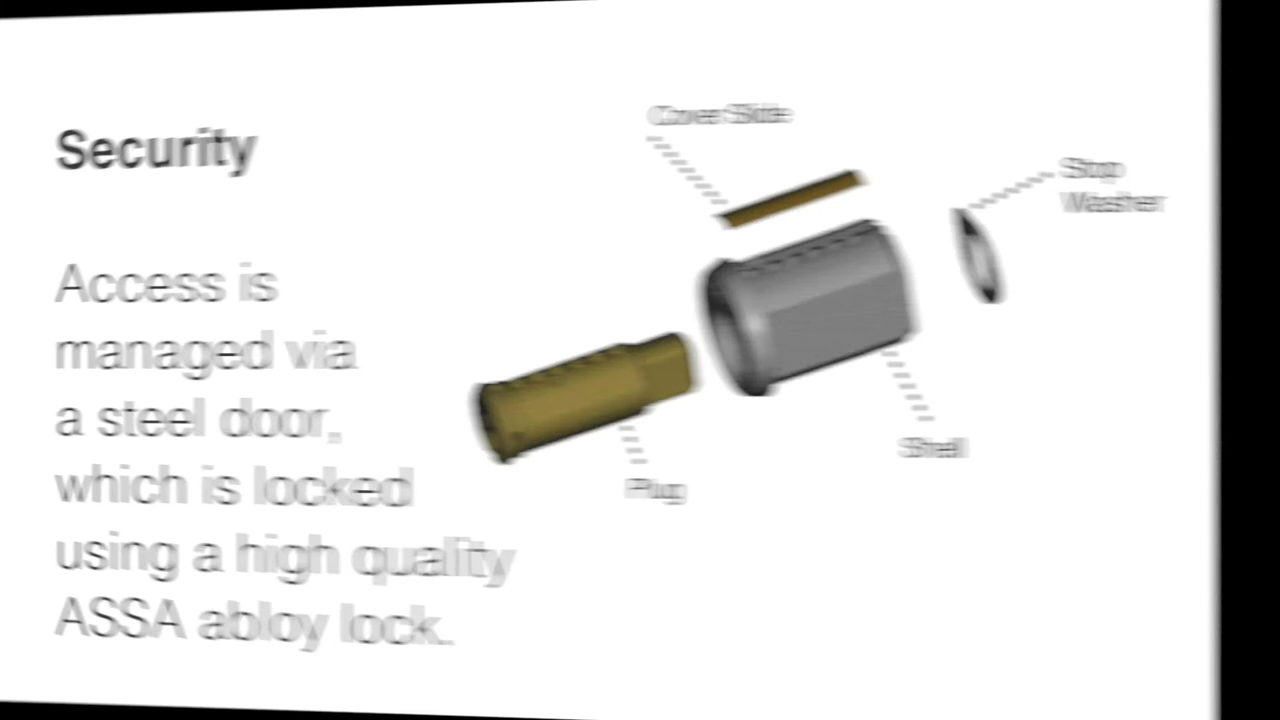 Security
Access is
managed via
a steel door,
which is locked
using a high quality
ASSA abloy lock.
Cover Slide
Stop
Washer
Shell
Plug